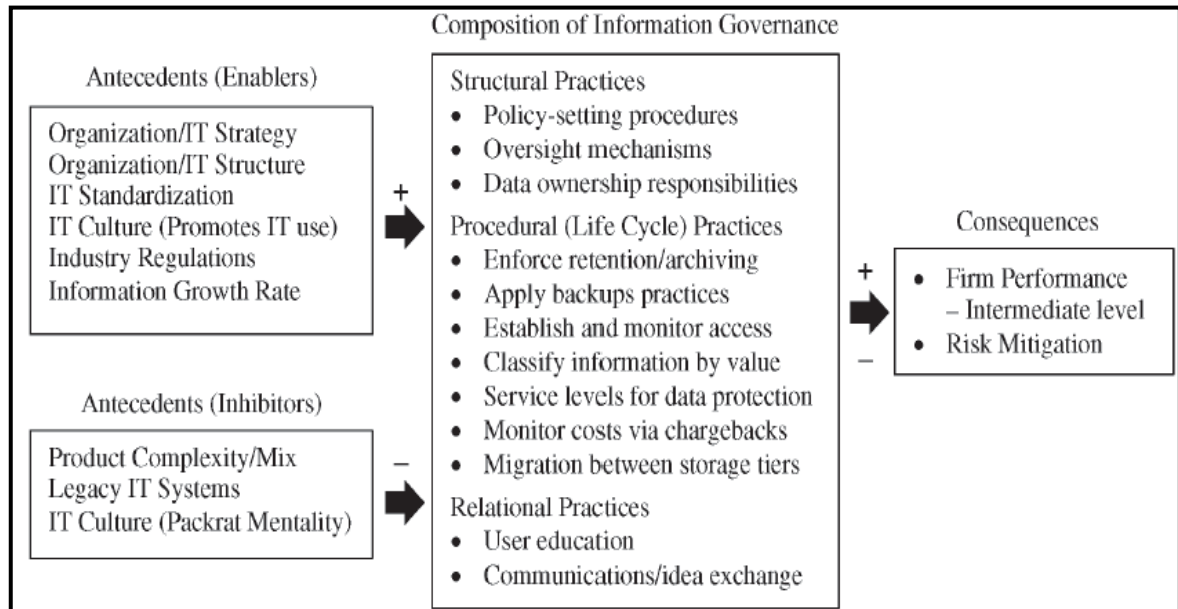 Composition of Information Governance
Antecedents (Enablers)
Organization/IT Strategy
Organization/IT Structure
IT Standardization
IT Culture (Promotes IT use)
Industry Regulations
Information Growth Rate
+
Antecedents (Inhibitors)
Product Complexity/Mix
Legacy IT Systems
IT Culture (Packrat Mentality)
–
Structural Practices
• Policy-setting procedures
• Oversight mechanisms
• Data ownership responsibilities
Procedural (Life Cycle) Practices
• Enforce retention/archiving
• Apply backups practices
• Establish and monitor access
• Classify information by value
• Service levels for data protection
• Monitor costs via chargebacks
• Migration between storage tiers
Relational Practices
• User education
• Communications/idea exchange
+
–
Consequences
• Firm Performance
– Intermediate level
• Risk Mitigation